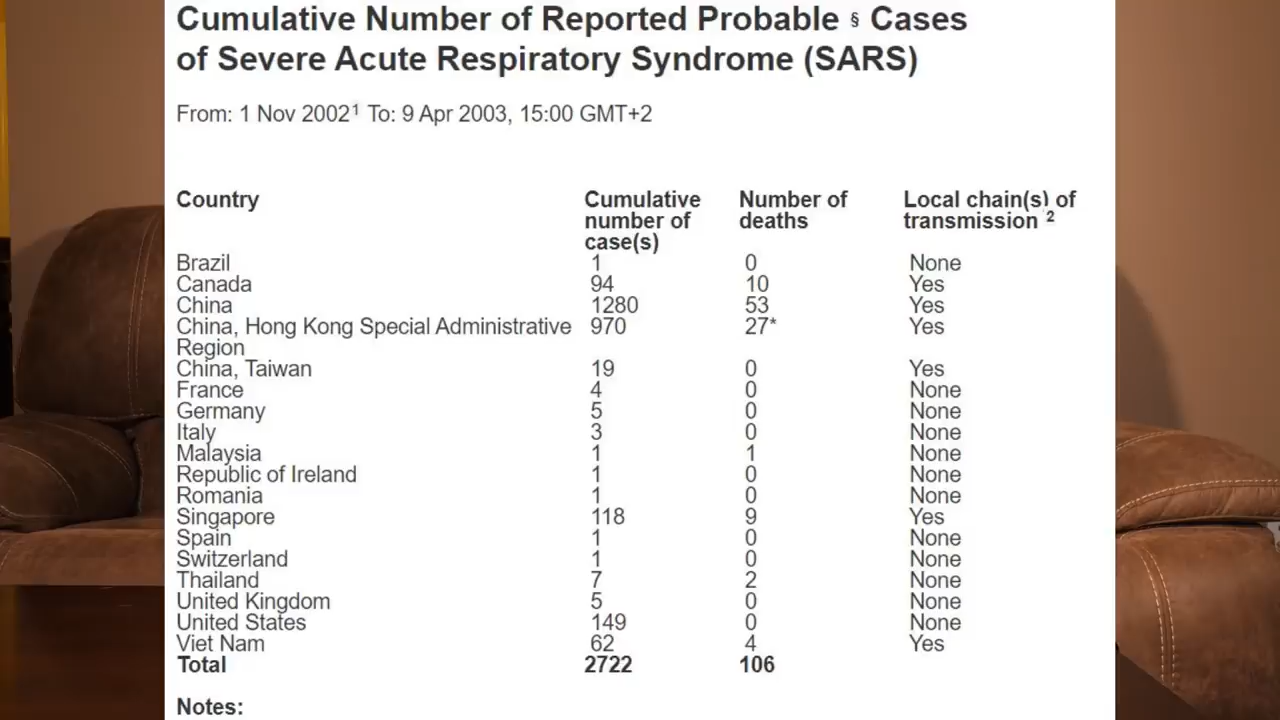 Cumulative Number of Reported Probable § Cases
of Severe Acute Respiratory Syndrome (SARS)
From: 1 Nov 2002¹ To: 9 Apr 2003, 15:00 GMT+2
Country Cumulative number of case(s) Number of deaths Local chain(s) of transmission ²
Brazil 1 0 None
Canada 94 10 Yes
China 1280 53 Yes
China, Hong Kong Special Administrative 970 27* Yes
Region
China, Taiwan 19 0 Yes
France 4 0 None
Germany 5 0 None
Italy 3 0 None
Malaysia 1 1 None
Republic of Ireland 1 0 None
Romania 1 0 None
Singapore 118 9 Yes
Spain 1 0 None
Switzerland 1 0 None
Thailand 7 2 None
United Kingdom 5 0 None
United States 149 0 None
Viet Nam 62 4 Yes
Total 2722 106
Notes: